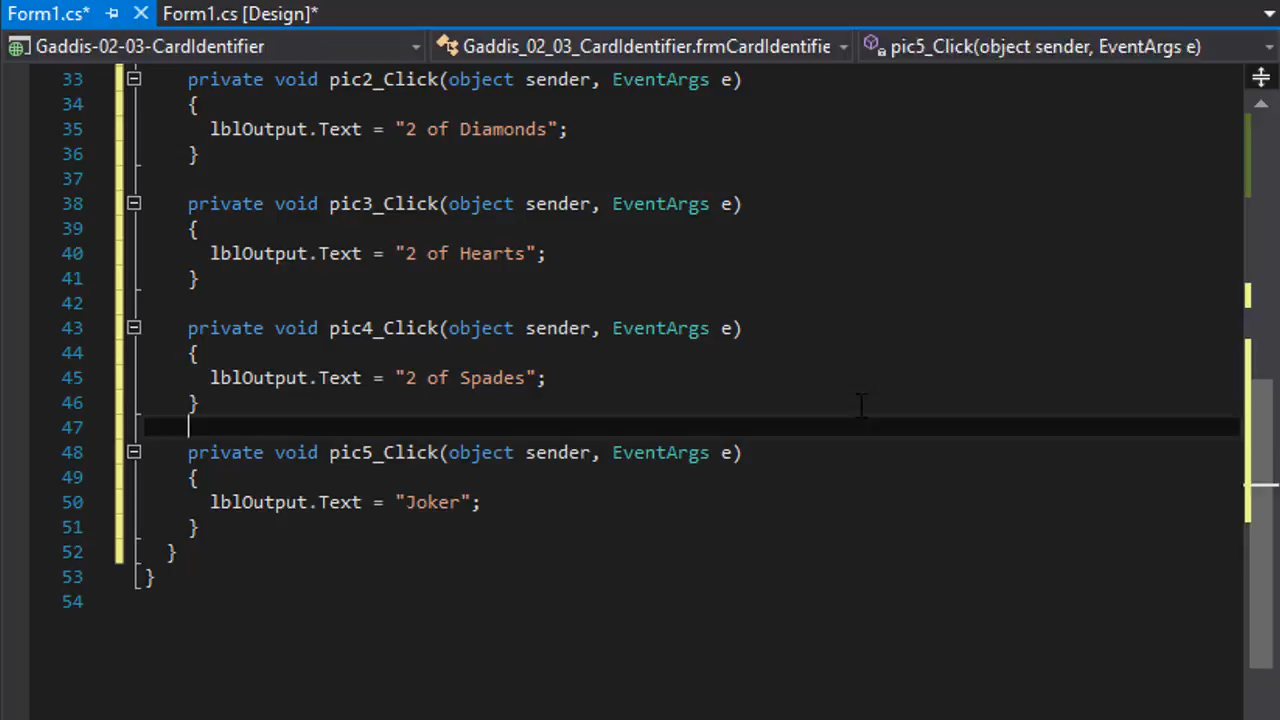 Form1.cs* Form1.cs [Design]*
Gaddis-02-03-CardIdentifier Gaddis_02_03_CardIdentifier.frmCardIdentifie pic5_Click(object sender, EventArgs e)
33 private void pic2_Click(object sender, EventArgs e)
34 {
35 lblOutput.Text = "2 of Diamonds";
36 }
37
38 private void pic3_Click(object sender, EventArgs e)
39 {
40 lblOutput.Text = "2 of Hearts";
41 }
42
43 private void pic4_Click(object sender, EventArgs e)
44 {
45 lblOutput.Text = "2 of Spades";
46 }
47
48 private void pic5_Click(object sender, EventArgs e)
49 {
50 lblOutput.Text = "Joker";
51 }
52 }
53 }
54